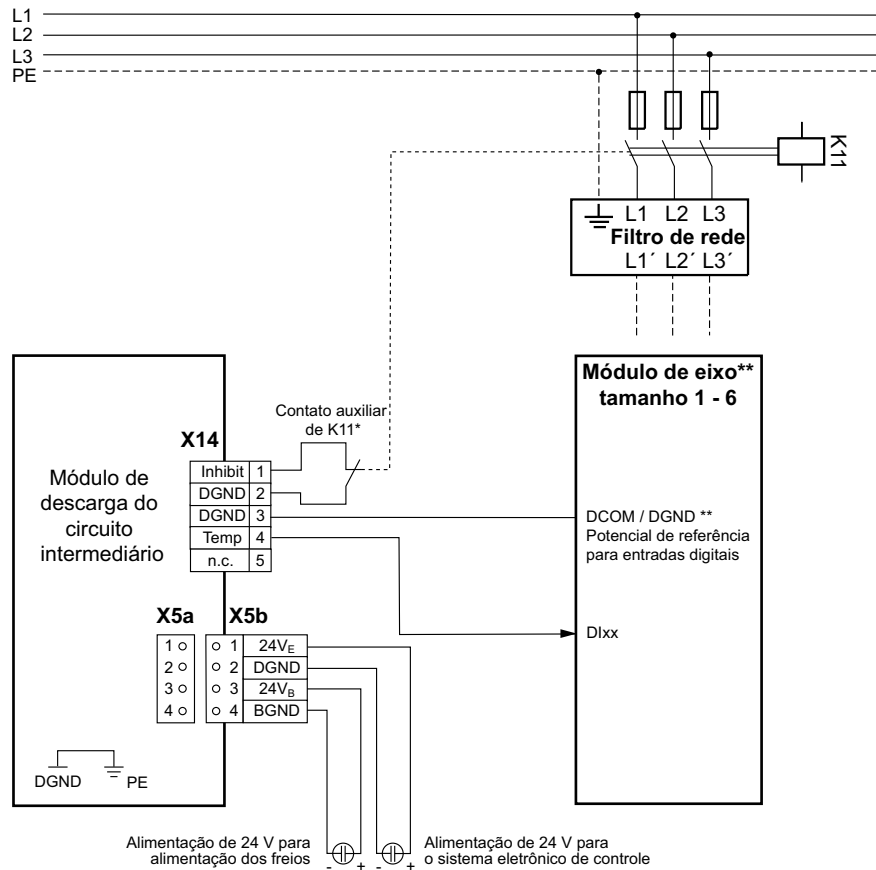 L1
L2
L3
PE
K11
L1 L2 L3
Filtro de rede
L1´ L2´ L3´
Módulo de eixo**
tamanho 1 - 6
Contato auxiliar
de K11*
X14
Inhibit 1
DGND 2
DGND 3
Temp 4
n.c. 5
Módulo de
descarga do
circuito
intermediário
DCOM / DGND **
Potencial de referência
para entradas digitais
DIxx
X5a X5b
1 1 24VE
2 2 DGND
3 3 24VB
4 4 BGND
DGND PE
Alimentação de 24 V para
alimentação dos freios
- +
- +
Alimentação de 24 V para
o sistema eletrônico de controle